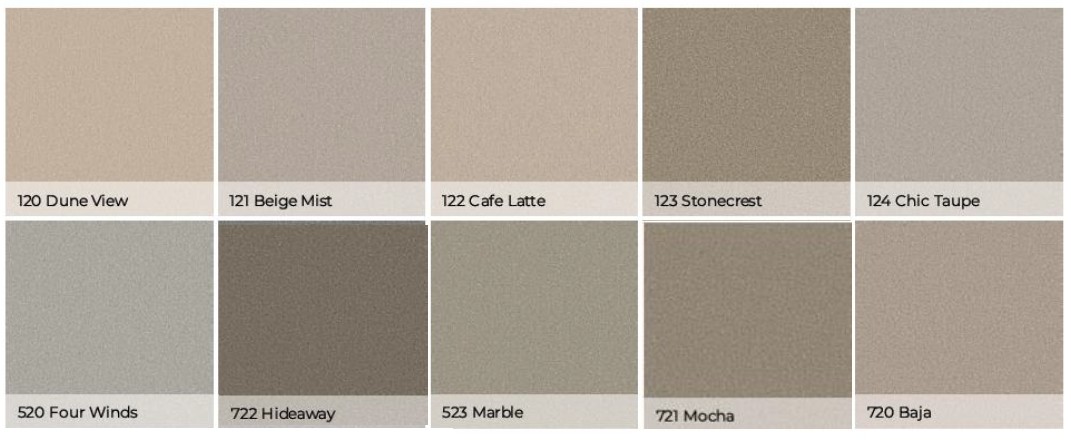 120 Dune View
121 Beige Mist
122 Cafe Latte
123 Stonecrest
124 Chic Taupe
520 Four Winds
722 Hideaway
523 Marble
721 Mocha
720 Baja